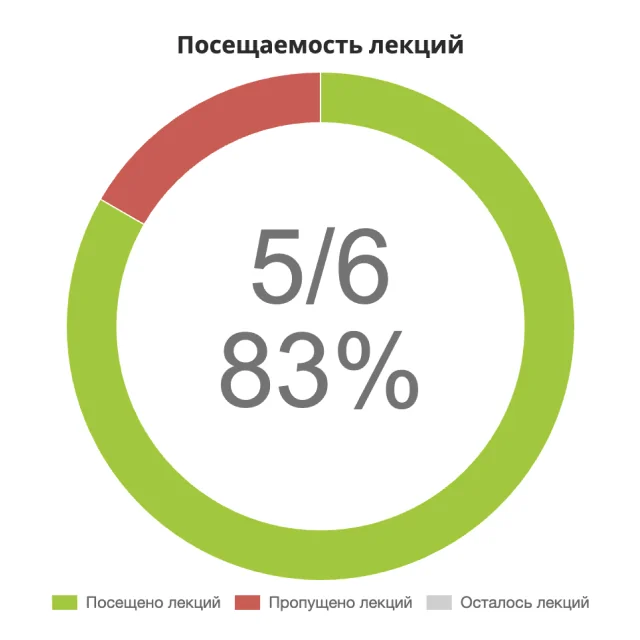 Посещаемость лекций
5/6
83%
Посещено лекций Пропущено лекций Осталось лекций